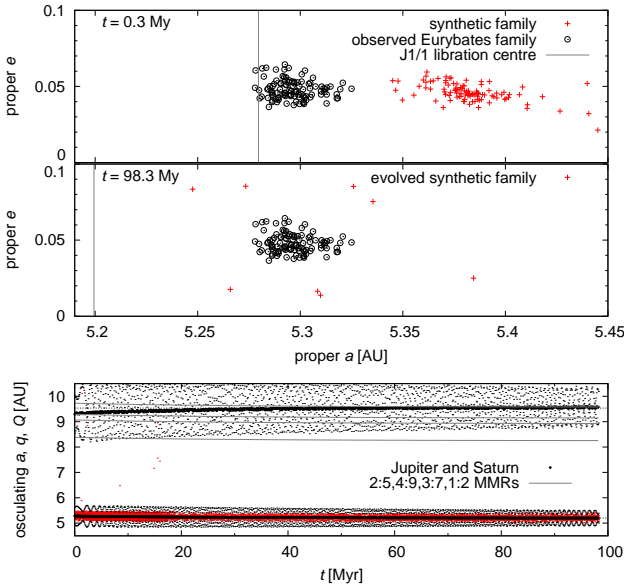 0.1
t = 0.3 My
synthetic family
observed Eurybates family
J1/1 libration centre
proper e
0.05
0
0.1
t = 98.3 My
evolved synthetic family
proper e
0.05
0
5.2 5.25 5.3 5.35 5.4 5.45
proper a [AU]
osculating a, q, Q [AU]
10
9
8
7
6
5
Jupiter and Saturn
2:5,4:9,3:7,1:2 MMRs
0 20 40 60 80 100
t [Myr]